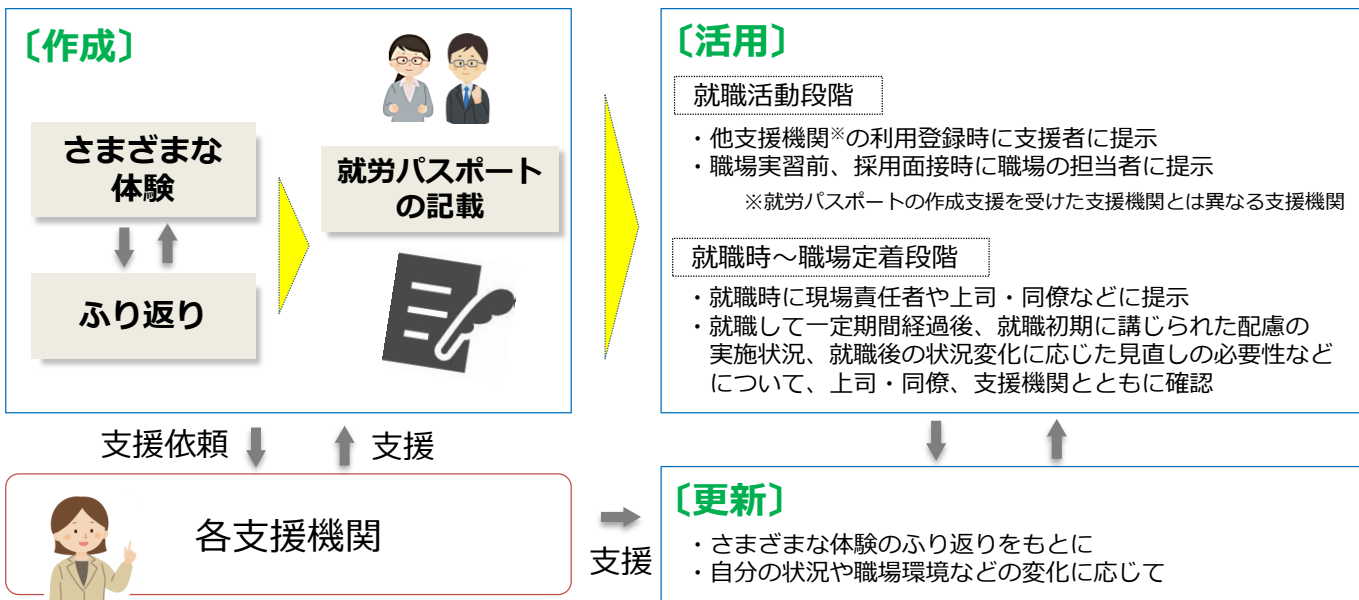 〔作成〕
さまざまな
体験
ふり返り
就労パスポート
の記載
〔活用〕
就職活動段階
・他支援機関※の利用登録時に支援者に提示
・職場実習前、採用面接時に職場の担当者に提示
※就労パスポートの作成支援を受けた支援機関とは異なる支援機関
就職時～職場定着段階
・就職時に現場責任者や上司・同僚などに提示
・就職して一定期間経過後、就職初期に講じられた配慮の
実施状況、就職後の状況変化に応じた見直しの必要性など
について、上司・同僚、支援機関とともに確認
支援依頼
支援
各支援機関
支援
〔更新〕
・さまざまな体験のふり返りをもとに
・自分の状況や職場環境などの変化に応じて